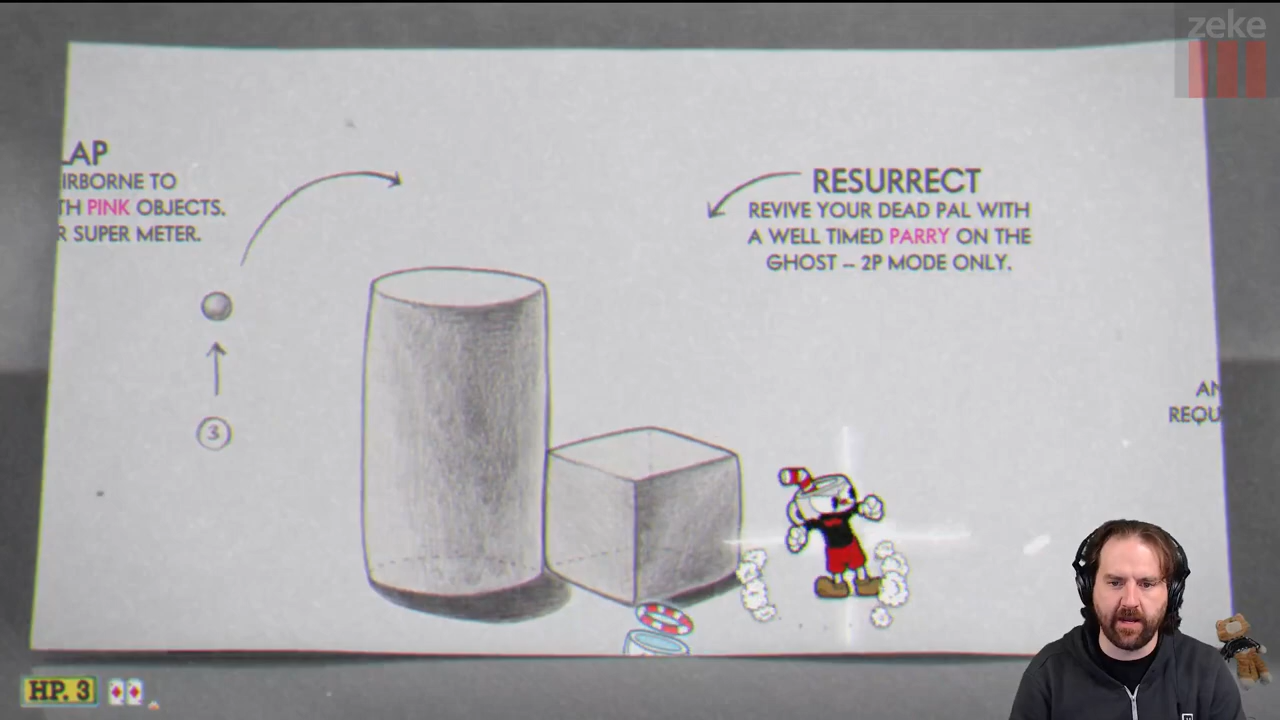 zeke
LAP
IRBORNE TO
TH PINK OBJECTS.
R SUPER METER.
RESURRECT
REVIVE YOUR DEAD PAL WITH
A WELL TIMED PARRY ON THE
GHOST – 2P MODE ONLY.
3
AN
REQU
HP. 3